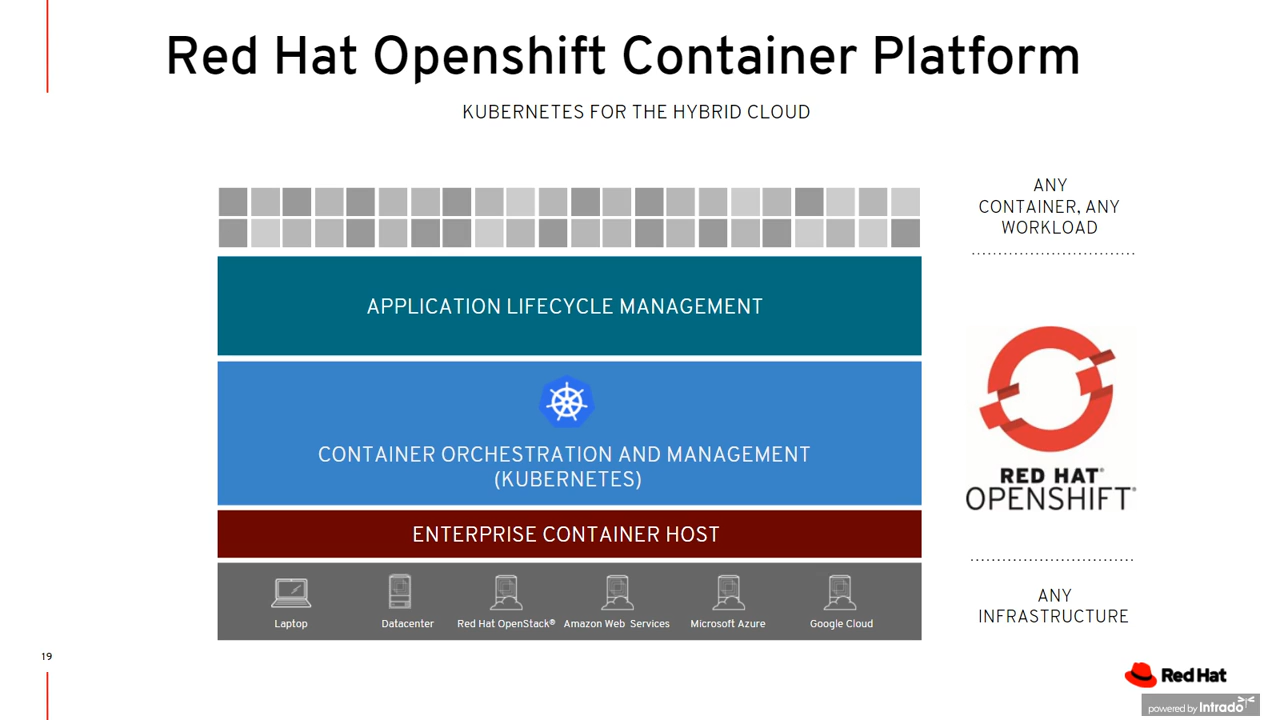 Red Hat Openshift Container Platform
KUBERNETES FOR THE HYBRID CLOUD
ANY
CONTAINER, ANY
WORKLOAD
APPLICATION LIFECYCLE MANAGEMENT
CONTAINER ORCHESTRATION AND MANAGEMENT
(KUBERNETES)
RED HAT®
OPENSHIFT®
ENTERPRISE CONTAINER HOST
Laptop
Datacenter
Red Hat OpenStack®
Amazon Web Services
Microsoft Azure
Google Cloud
ANY
INFRASTRUCTURE
19
Red Hat
powered by Intrado